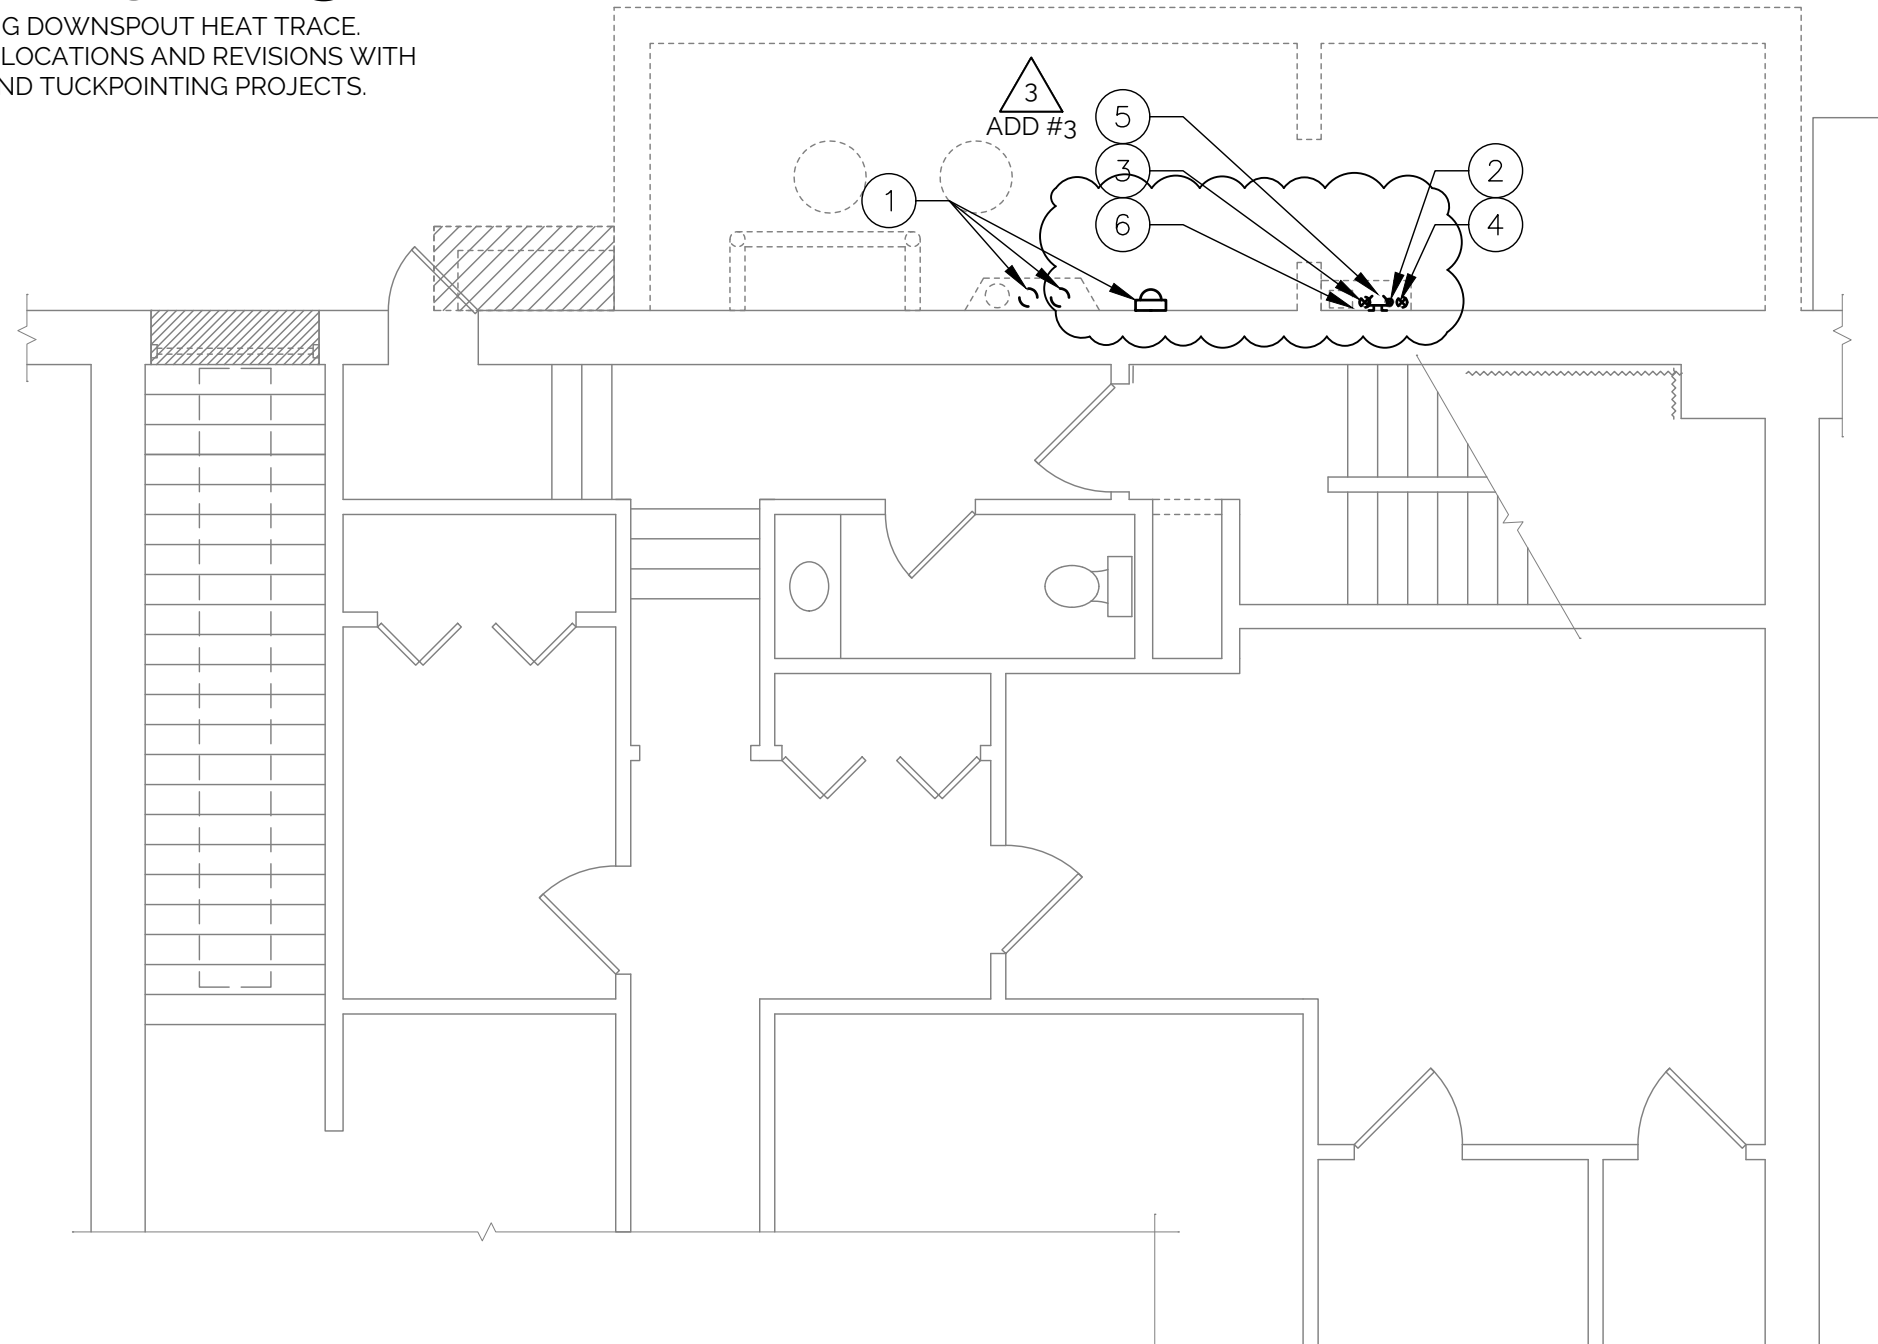 G DOWNSPOUT HEAT TRACE.
LOCATIONS AND REVISIONS WITH
ND TUCKPOINTING PROJECTS.
3
ADD #3
5
3
6
1
2
4